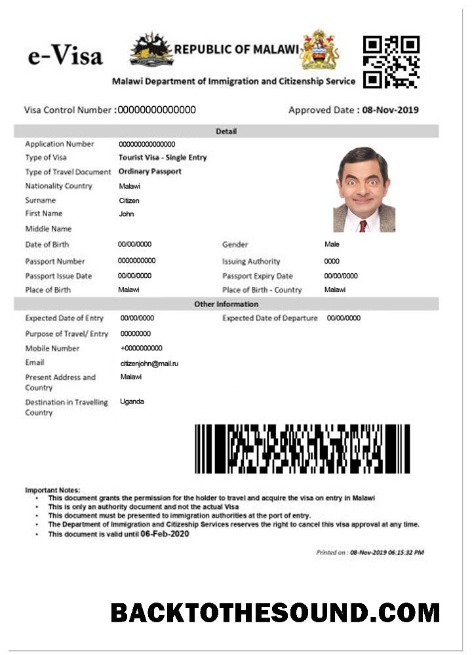 e-Visa
REPUBLIC OF MALAWI
Malawi Department of Immigration and Citizenship Service
Visa Control Number : 00000000000000
Approved Date : 08-Nov-2019
Detail
Application Number 00000000000000
Type of Visa Tourist Visa - Single Entry
Type of Travel Document Ordinary Passport
Nationality Country Malawi
Surname Citizen
First Name John
Middle Name
Date of Birth 00/00/0000 Gender Male
Passport Number 0000000000 Issuing Authority 0000
Passport Issue Date 00/00/0000 Passport Expiry Date 00/00/0000
Place of Birth Malawi Place of Birth - Country Malawi
Other Information
Expected Date of Entry 00/00/0000 Expected Date of Departure 00/00/0000
Purpose of Travel/ Entry 00000000
Mobile Number +0000000000
Email citizenjohn@mail.ru
Present Address and Malawi
Country
Destination in Travelling Uganda
Country
Important Notes:
• This document grants the permission for the holder to travel and acquire the visa on entry in Malawi
• This is only an authority document and not the actual Visa
• This document must be presented to immigration authorities at the port of entry.
• The Department of Immigration and Citizeship Services reserves the right to cancel this visa approval at any time.
• This document is valid until 06-Feb-2020
Printed on : 08-Nov-2019 06.15:32 PM
BACKTOTHESOUND.COM